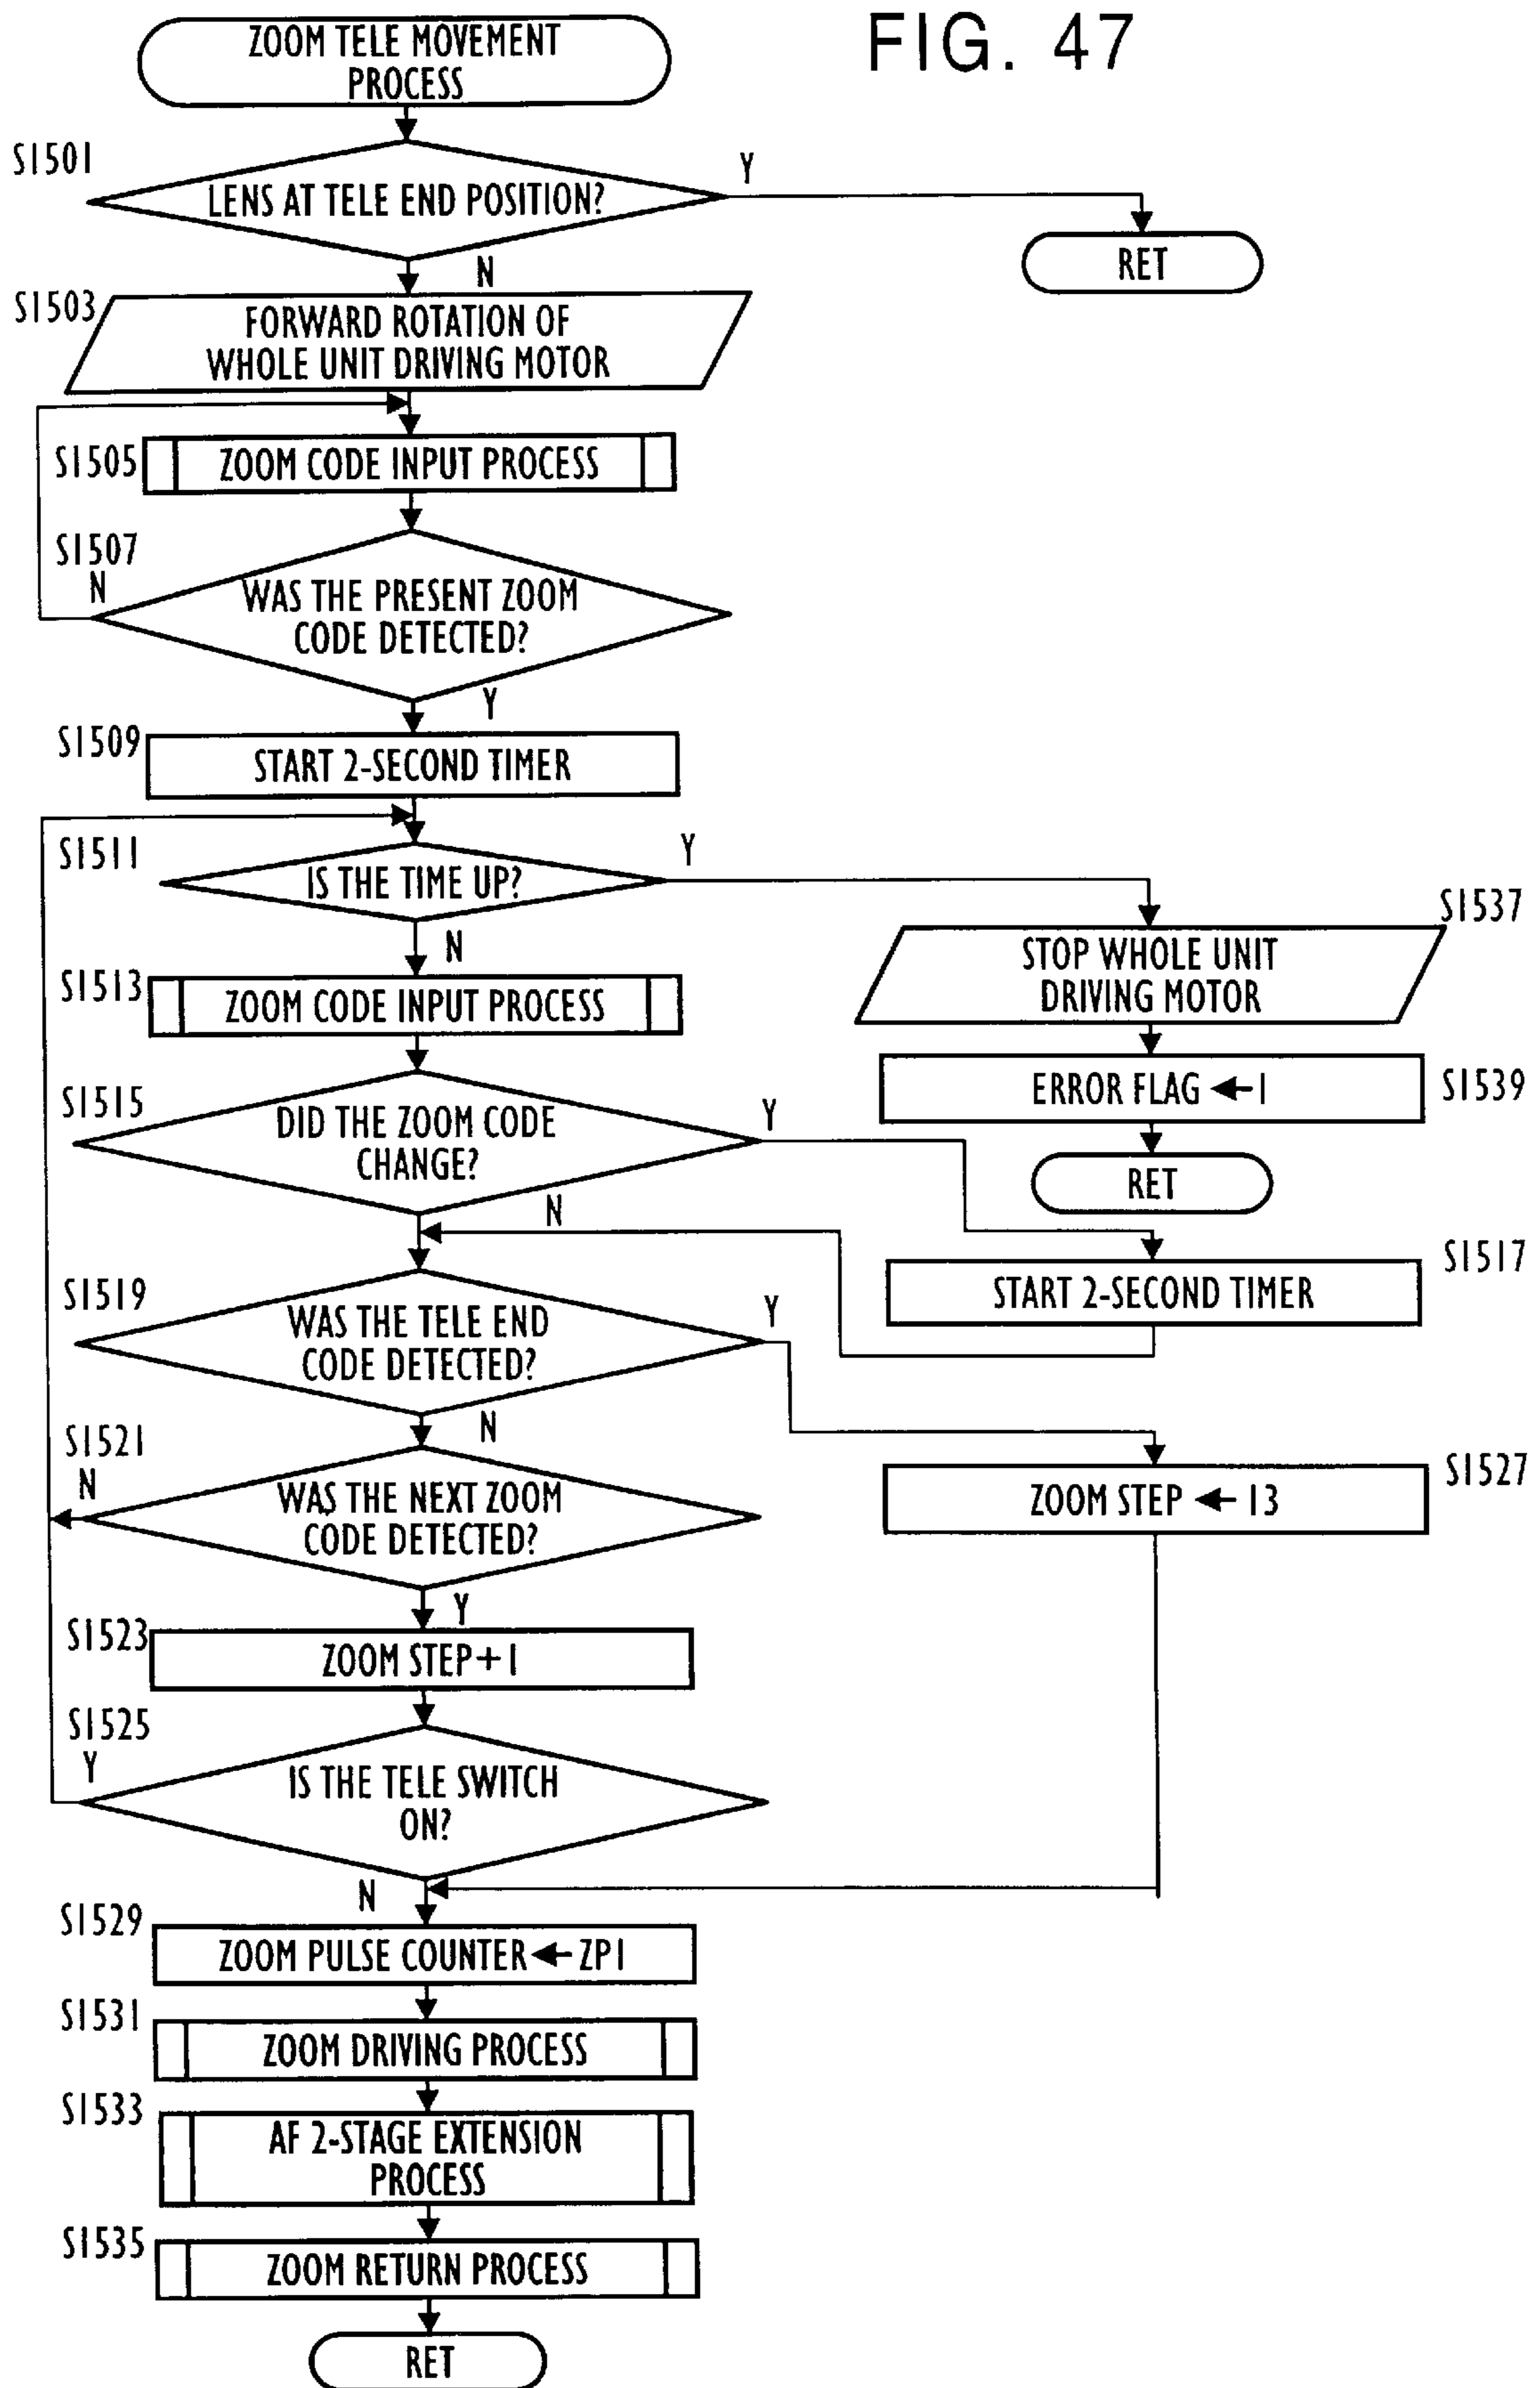 FIG. 47
ZOOM TELE MOVEMENT
PROCESS
S1501
LENS AT TELE END POSITION?
Y
RET
N
S1503
FORWARD ROTATION OF
WHOLE UNIT DRIVING MOTOR
S1505
ZOOM CODE INPUT PROCESS
S1507
N
WAS THE PRESENT ZOOM
CODE DETECTED?
Y
S1509
START 2-SECOND TIMER
S1511
IS THE TIME UP?
Y
N
S1537
STOP WHOLE UNIT
DRIVING MOTOR
S1513
ZOOM CODE INPUT PROCESS
S1539
ERROR FLAG ← 1
RET
S1515
DID THE ZOOM CODE
CHANGE?
Y
N
S1517
START 2-SECOND TIMER
S1519
WAS THE TELE END
CODE DETECTED?
Y
N
S1521
N
WAS THE NEXT ZOOM
CODE DETECTED?
Y
S1527
ZOOM STEP ← 13
S1523
ZOOM STEP+1
S1525
Y
IS THE TELE SWITCH
ON?
N
S1529
ZOOM PULSE COUNTER ← ZP1
S1531
ZOOM DRIVING PROCESS
S1533
AF 2-STAGE EXTENSION
PROCESS
S1535
ZOOM RETURN PROCESS
RET